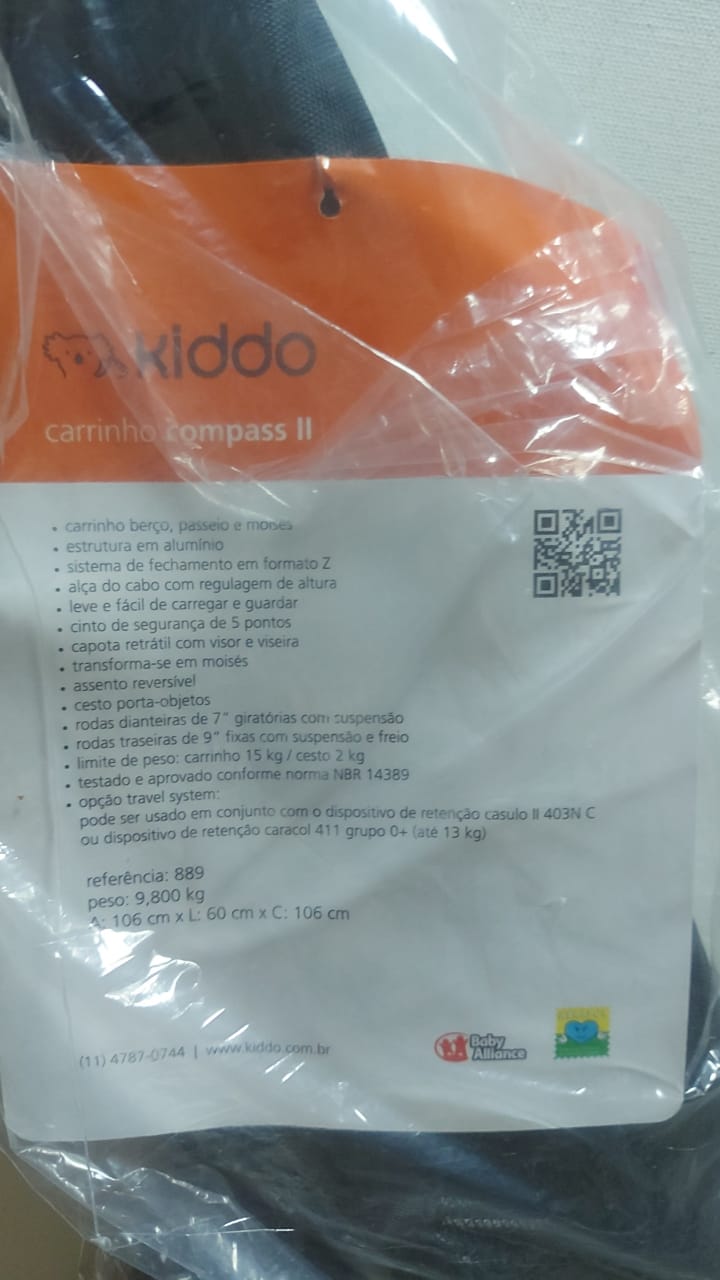 kiddo
carrinho compass II
• carrinho berço, passeio e moisés
• estrutura em alumínio
• sistema de fechamento em formato Z
• alça do cabo com regulagem de altura
• leve e fácil de carregar e guardar
• cinto de segurança de 5 pontos
• capota retrátil com visor e viseira
• transforma-se em moisés
• assento reversível
• cesto porta-objetos
• rodas dianteiras de 7" giratórias com suspensão
• rodas traseiras de 9" fixas com suspensão e freio
• limite de peso: carrinho 15 kg / cesto 2 kg
• testado e aprovado conforme norma NBR 14389
• opção travel system:
pode ser usado em conjunto com o dispositivo de retenção casulo II 403N C
ou dispositivo de retenção caracol 411 grupo 0+ (até 13 kg)
referência: 889
peso: 9,800 kg
A: 106 cm x L: 60 cm x C: 106 cm
(11) 4787-0744 | www.kiddo.com.br
Baby
Alliance